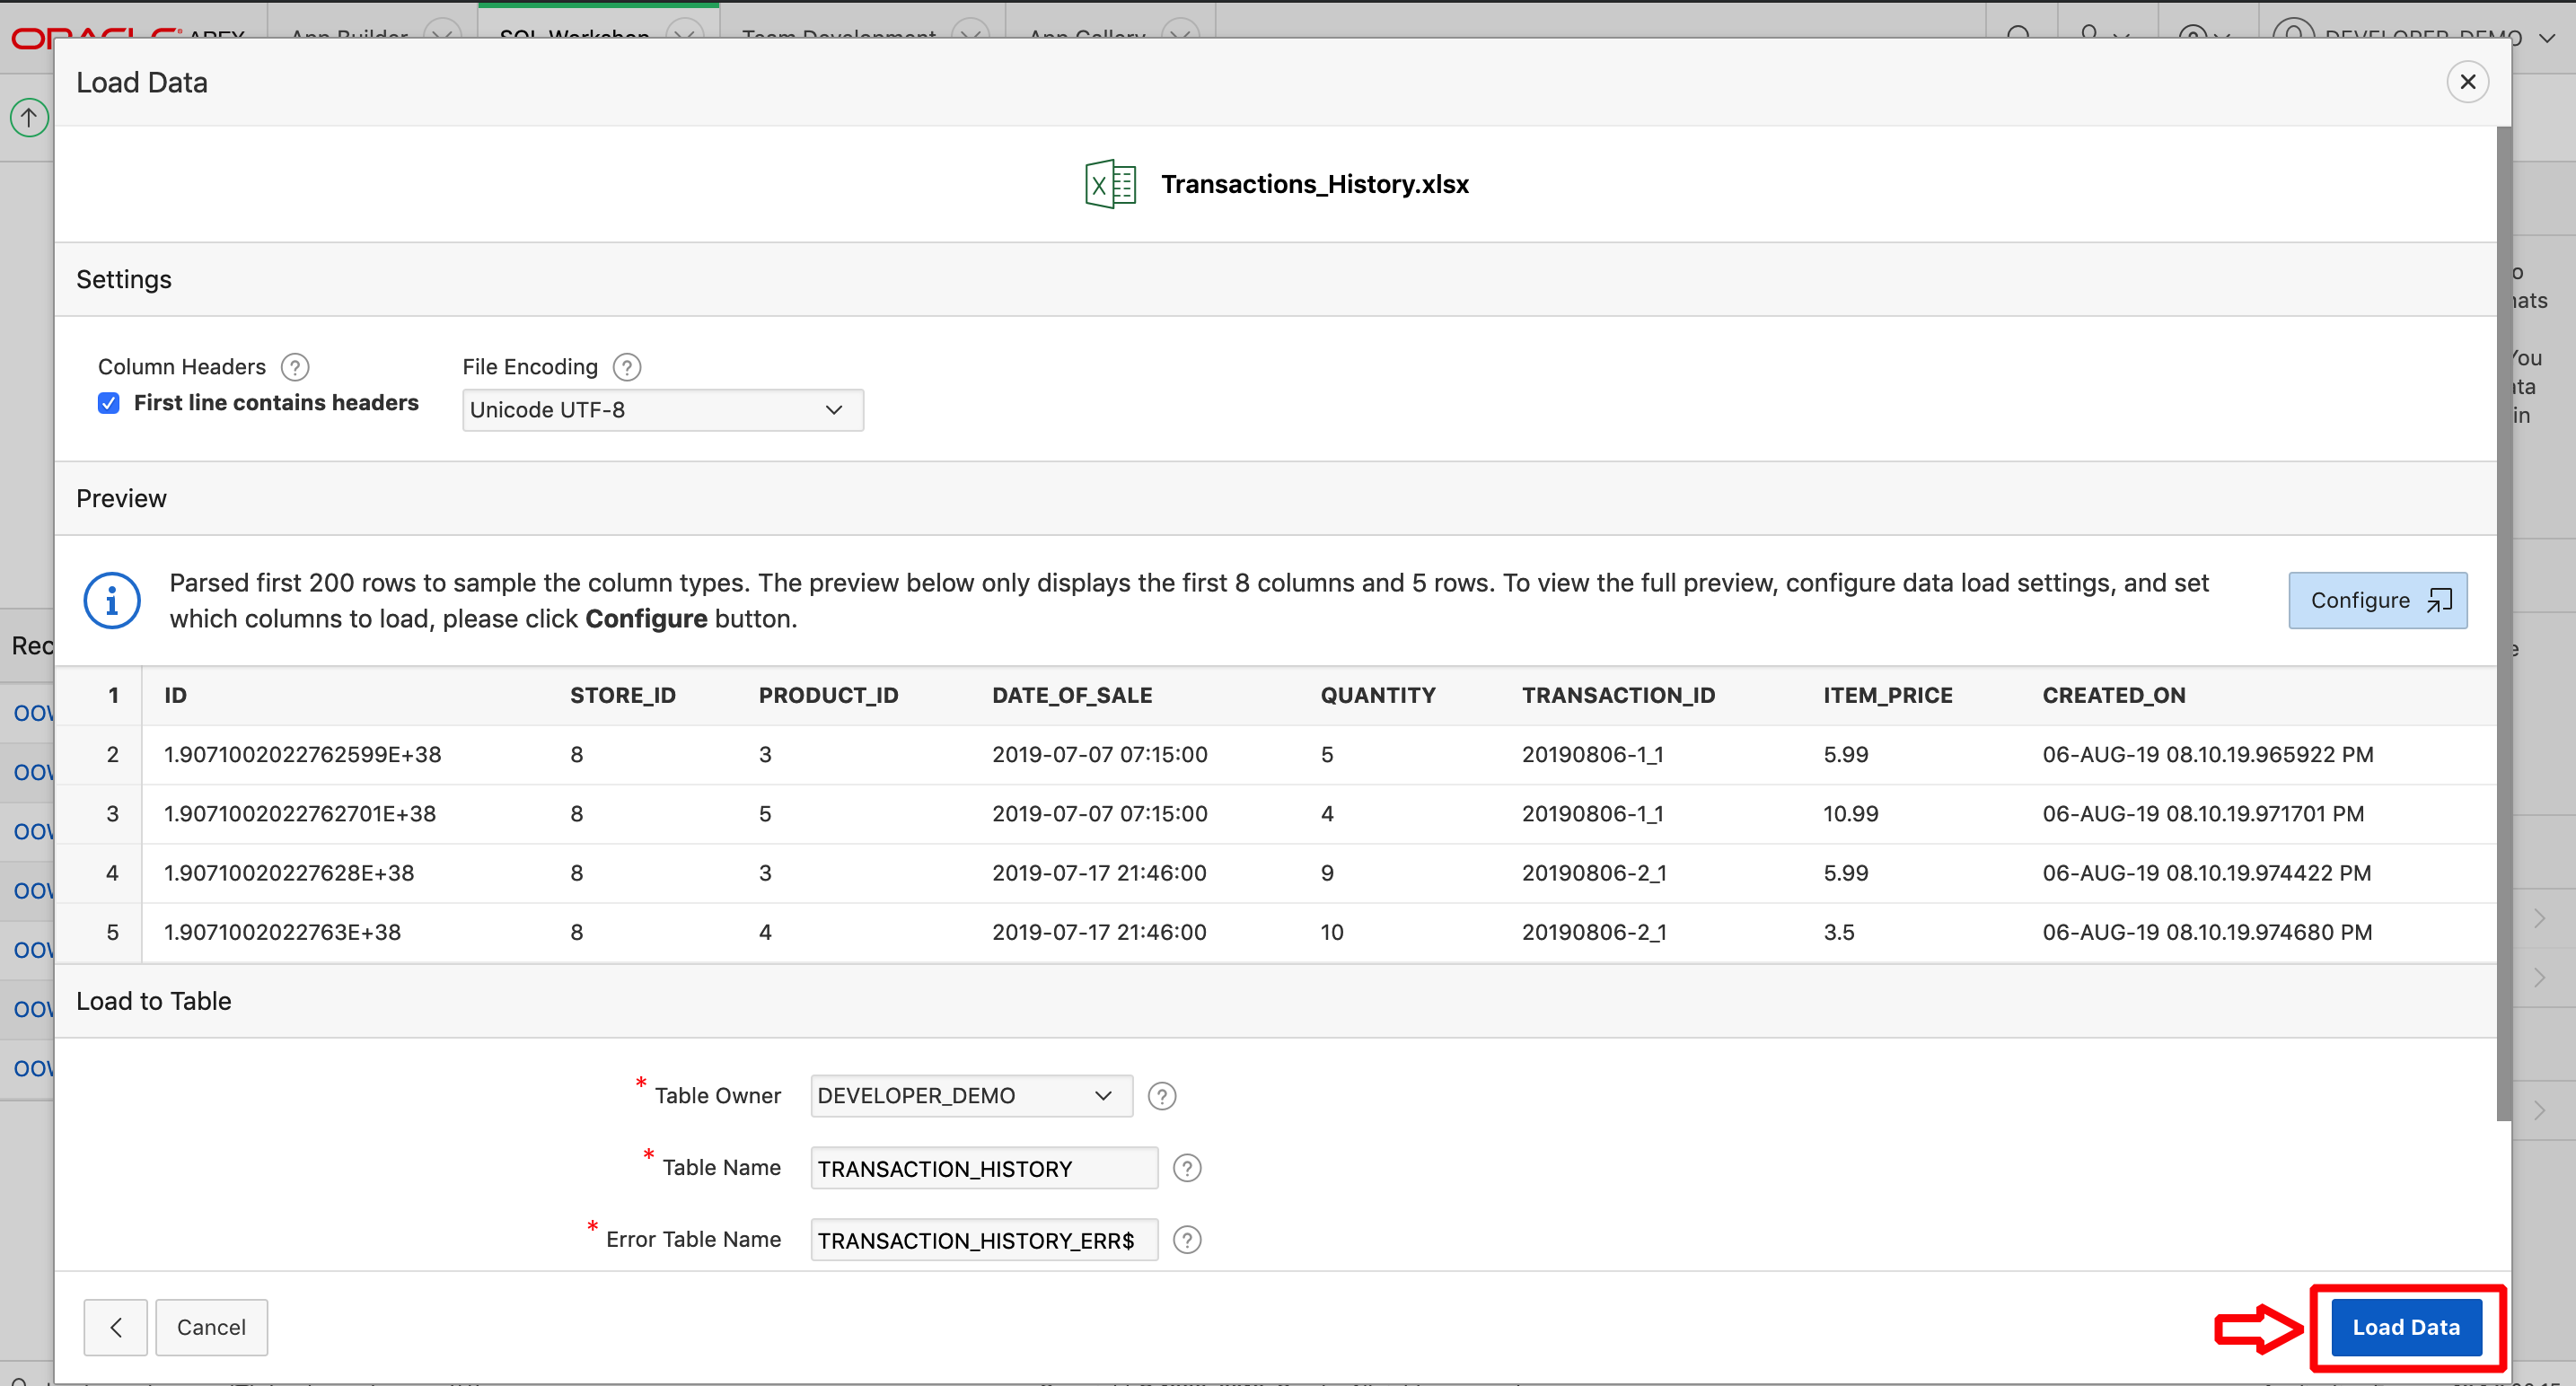 Load Data
Transactions_History.xlsx
Settings
Column Headers ? File Encoding ?
First line contains headers Unicode UTF-8
Preview
Parsed first 200 rows to sample the column types. The preview below only displays the first 8 columns and 5 rows. To view the full preview, configure data load settings, and set
which columns to load, please click Configure button.
Configure
1 ID STORE_ID PRODUCT_ID DATE_OF_SALE QUANTITY TRANSACTION_ID ITEM_PRICE CREATED_ON
2 1.9071002022762599E+38 8 3 2019-07-07 07:15:00 5 20190806-1_1 5.99 06-AUG-19 08.10.19.965922 PM
3 1.9071002022762701E+38 8 5 2019-07-07 07:15:00 4 20190806-1_1 10.99 06-AUG-19 08.10.19.971701 PM
4 1.90710020227628E+38 8 3 2019-07-17 21:46:00 9 20190806-2_1 5.99 06-AUG-19 08.10.19.974422 PM
5 1.9071002022763E+38 8 4 2019-07-17 21:46:00 10 20190806-2_1 3.5 06-AUG-19 08.10.19.974680 PM
Load to Table
* Table Owner DEVELOPER_DEMO ?
* Table Name TRANSACTION_HISTORY ?
* Error Table Name TRANSACTION_HISTORY_ERR$ ?
Cancel
Load Data